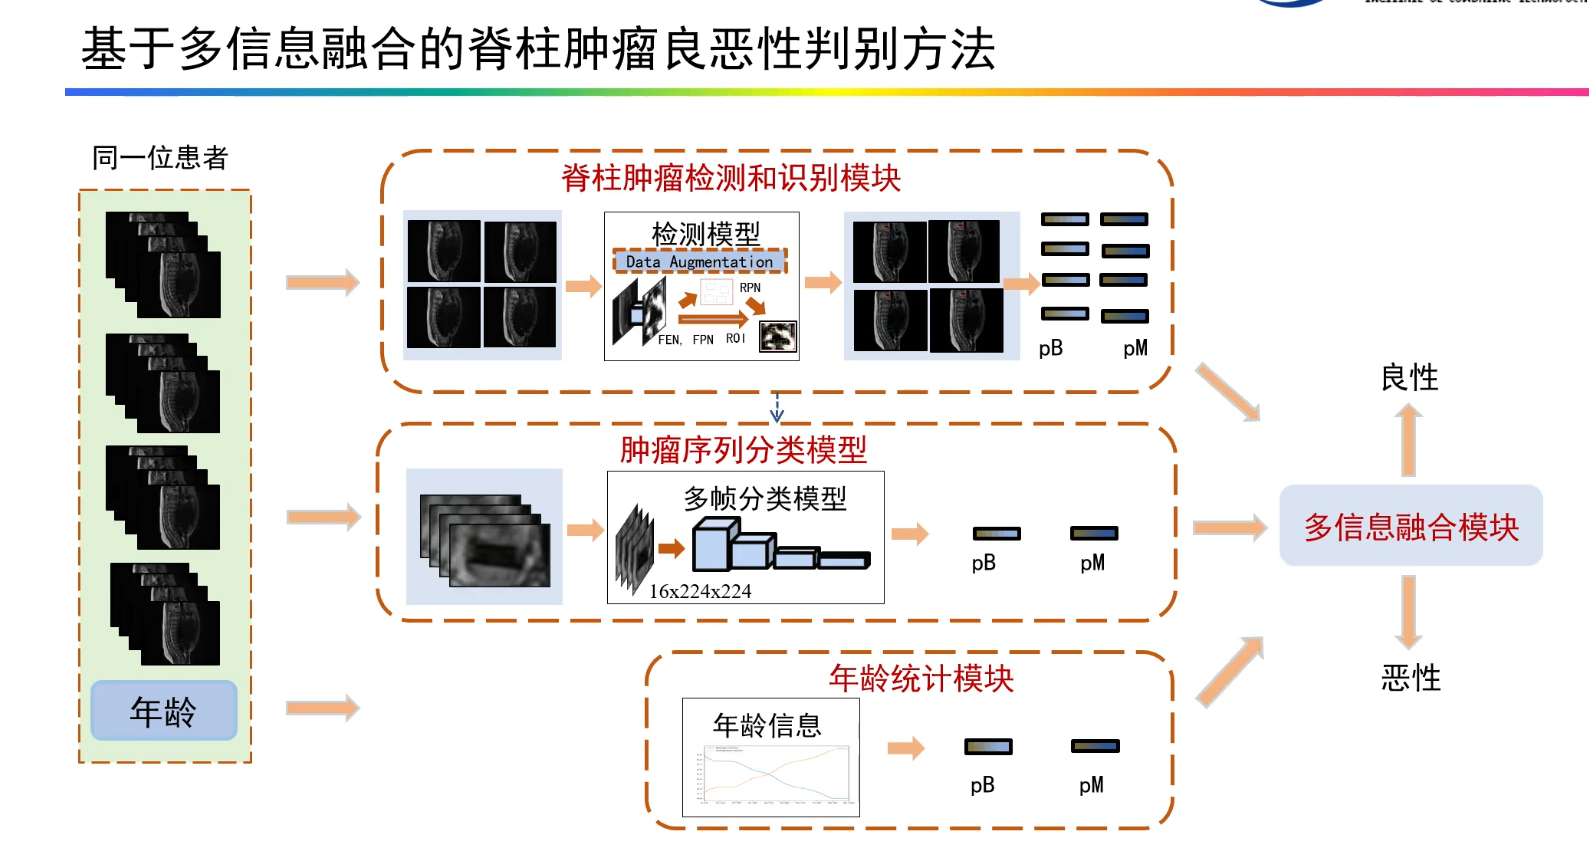 基于多信息融合的脊柱肿瘤良恶性判别方法
同一位患者
年龄
脊柱肿瘤检测和识别模块
检测模型
Data Augmentation
RPN
FEN, FPN ROI
pB
pM
肿瘤序列分类模型
多帧分类模型
16x224x224
pB
pM
年龄统计模块
年龄信息
pB
pM
良性
多信息融合模块
恶性